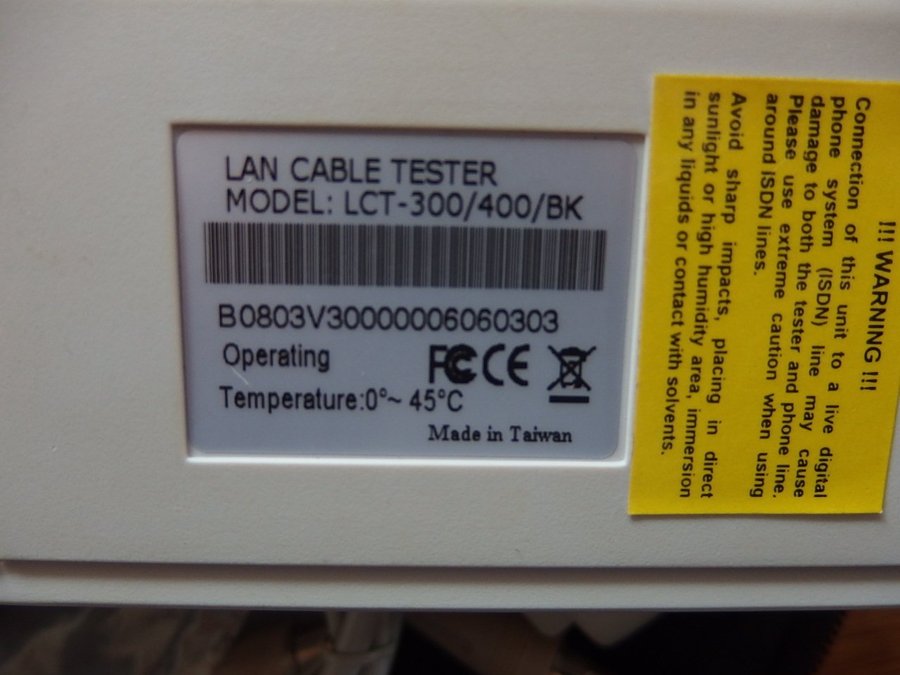 LAN CABLE TESTER
MODEL: LCT-300/400/BK
B0803V30000006060303
Operating
FC CE
Temperature:0°~ 45°C
Made in Taiwan
!!! WARNING !!!
Connection of this unit to a live digital
phone system (ISDN) line may cause
damage to both the tester and phone line.
Please use extreme caution when using
around ISDN lines.
Avoid sharp impacts, placing in direct
sunlight or high humidity area, immersion
in any liquids or contact with solvents.